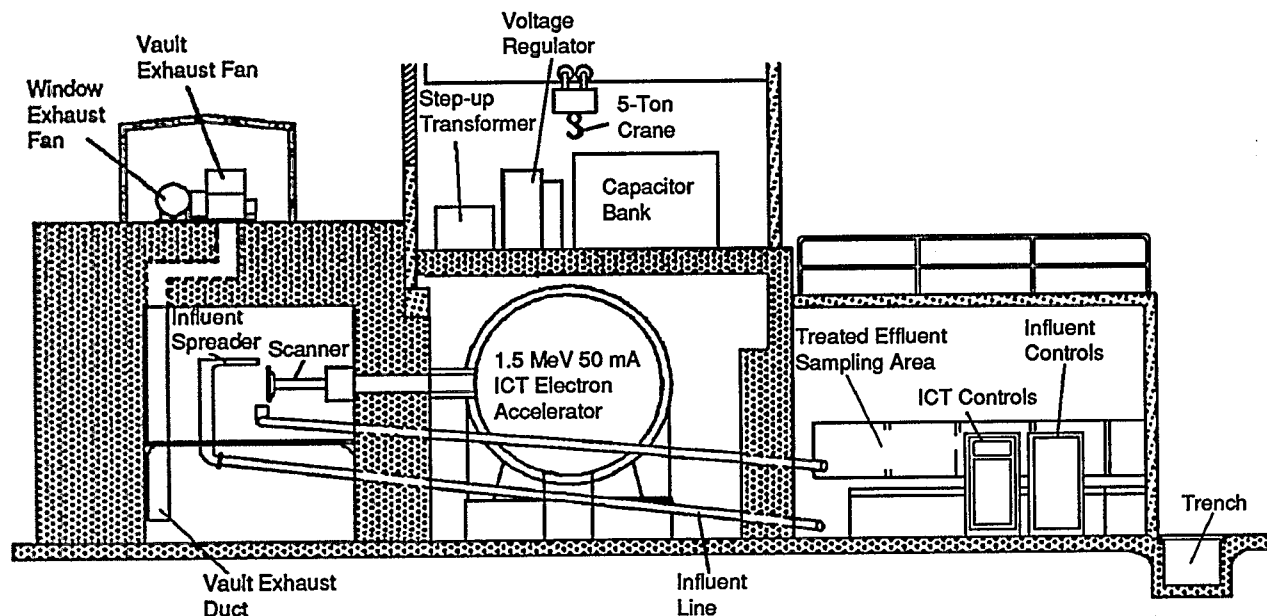 Vault
Exhaust Fan
Window
Exhaust
Fan
Voltage
Regulator
Step-up
Transformer
5-Ton
Crane
Capacitor
Bank
Influent
Spreader
Scanner
1.5 MeV 50 mA
ICT Electron
Accelerator
Treated Effluent
Sampling Area
Influent
Controls
ICT Controls
Trench
Vault Exhaust
Duct
Influent
Line